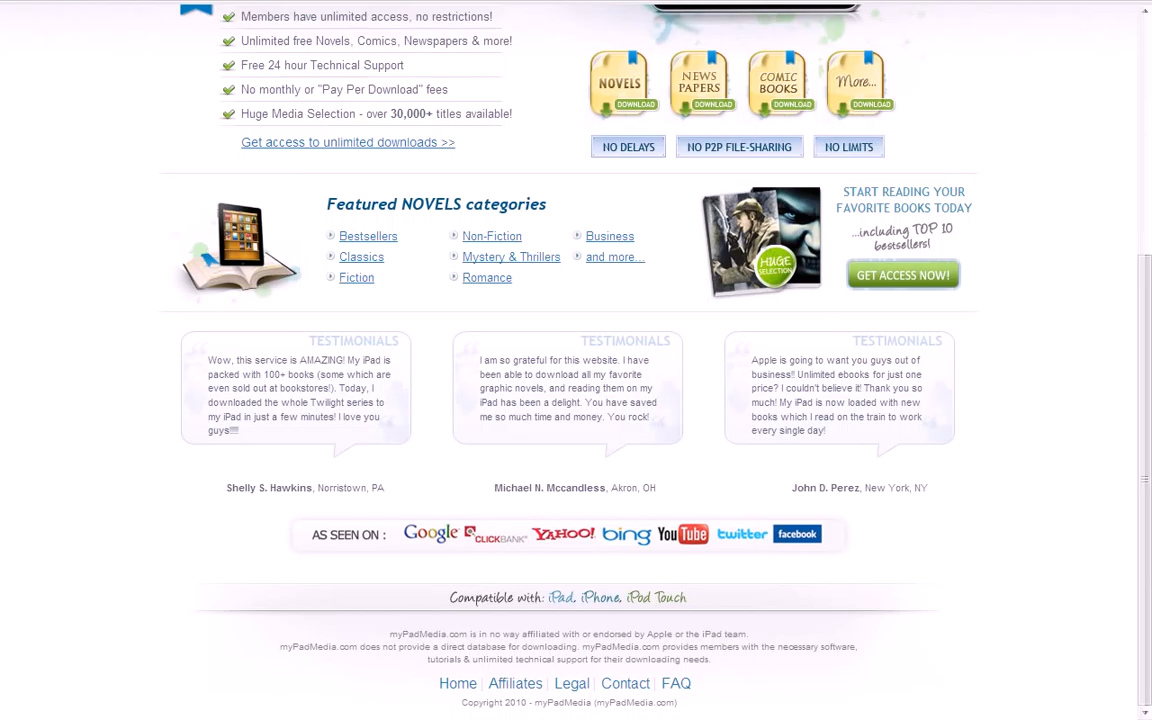 Members have unlimited access, no restrictions!
Unlimited free Novels, Comics, Newspapers & more!
Free 24 hour Technical Support
No monthly or "Pay Per Download" fees
Huge Media Selection - over 30,000+ titles available!
Get access to unlimited downloads >>
NOVELS
DOWNLOAD
NEWS
PAPERS
DOWNLOAD
COMIC
BOOKS
DOWNLOAD
More...
DOWNLOAD
NO DELAYS
NO P2P FILE-SHARING
NO LIMITS
Featured NOVELS categories
Bestsellers
Classics
Fiction
Non-Fiction
Mystery & Thrillers
Romance
Business
and more...
HUGE
SELECTION
START READING YOUR
FAVORITE BOOKS TODAY
...including TOP 10
bestsellers!
GET ACCESS NOW!
TESTIMONIALS
Wow, this service is AMAZING! My iPad is
packed with 100+ books (some which are
even sold out at bookstores!). Today, I
downloaded the whole Twilight series to
my iPad in just a few minutes! I love you
guys!!!!!
Shelly S. Hawkins, Norristown, PA
TESTIMONIALS
I am so grateful for this website. I have
been able to download all my favorite
graphic novels, and reading them on my
iPad has been a delight. You have saved
me so much time and money. You rock!
Michael N. Mccandless, Akron, OH
TESTIMONIALS
Apple is going to want you guys out of
business!! Unlimited ebooks for just one
price? I couldn't believe it! Thank you so
much! My iPad is now loaded with new
books which I read on the train to work
every single day!
John D. Perez, New York, NY
AS SEEN ON : Google CLICKBANK YAHOO! bing YouTube twitter facebook
Compatible with: iPad, iPhone, iPod Touch
myPadMedia.com is in no way affiliated with or endorsed by Apple or the iPad team.
myPadMedia.com does not provide a direct database for downloading. myPadMedia.com provides members with the necessary software,
tutorials & unlimited technical support for their downloading needs.
Home | Affiliates | Legal | Contact | FAQ
Copyright 2010 - myPadMedia (myPadMedia.com)